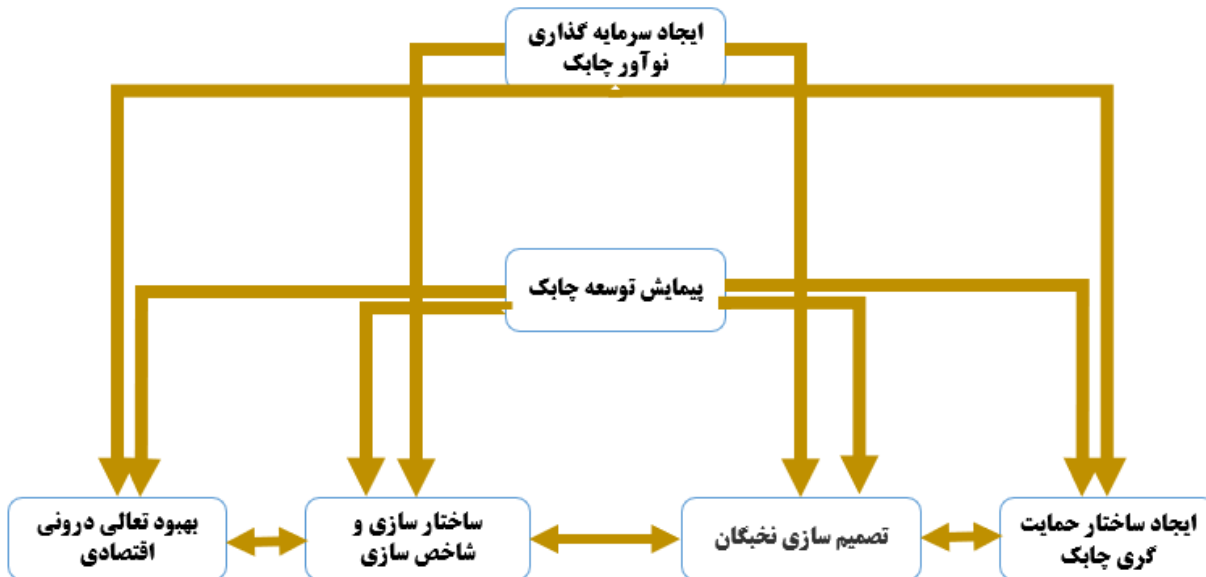 ایجاد سرمایه گذاری
نوآور چابک
پیمایش توسعه چابک
ایجاد ساختار حمایت
گری چابک
تصمیم سازی نخبگان
ساختار سازی و
شاخص سازی
بهبود تعالی درونی
اقتصادی